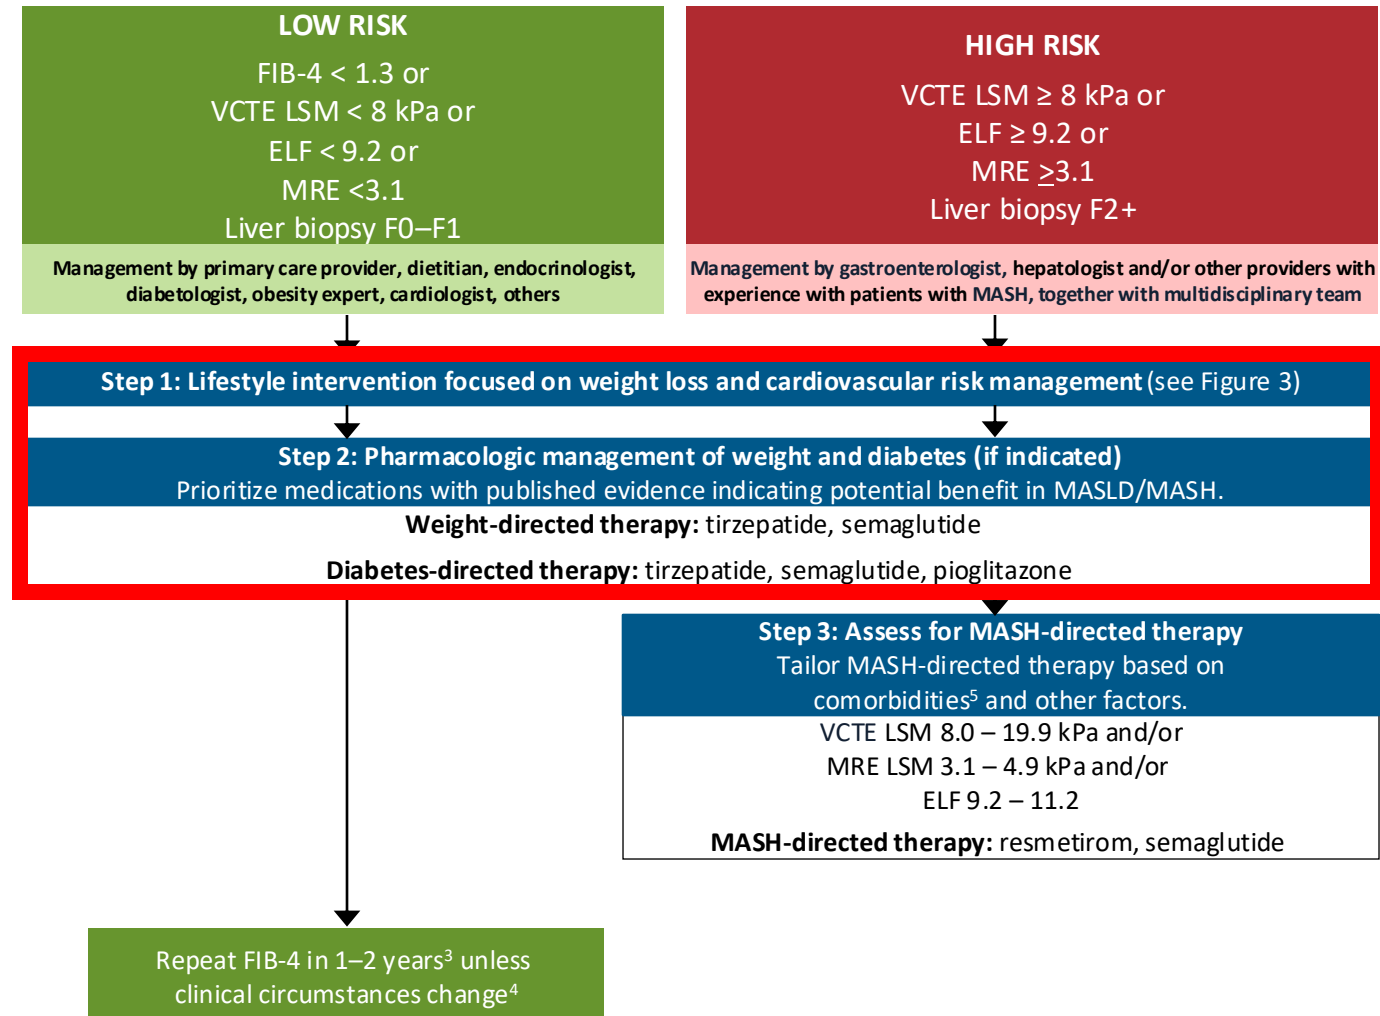 LOW RISK
FIB-4 < 1.3 or
VCTE LSM < 8 kPa or
ELF < 9.2 or
MRE <3.1
Liver biopsy F0–F1
Management by primary care provider, dietitian, endocrinologist,
diabetologist, obesity expert, cardiologist, others
HIGH RISK
VCTE LSM ≥ 8 kPa or
ELF ≥ 9.2 or
MRE ≥3.1
Liver biopsy F2+
Management by gastroenterologist, hepatologist and/or other providers with
experience with patients with MASH, together with multidisciplinary team
Step 1: Lifestyle intervention focused on weight loss and cardiovascular risk management (see Figure 3)
Step 2: Pharmacologic management of weight and diabetes (if indicated)
Prioritize medications with published evidence indicating potential benefit in MASLD/MASH.
Weight-directed therapy: tirzepatide, semaglutide
Diabetes-directed therapy: tirzepatide, semaglutide, pioglitazone
Step 3: Assess for MASH-directed therapy
Tailor MASH-directed therapy based on
comorbidities⁵ and other factors.
VCTE LSM 8.0 – 19.9 kPa and/or
MRE LSM 3.1 – 4.9 kPa and/or
ELF 9.2 – 11.2
MASH-directed therapy: resmetirom, semaglutide
Repeat FIB-4 in 1–2 years³ unless
clinical circumstances change⁴